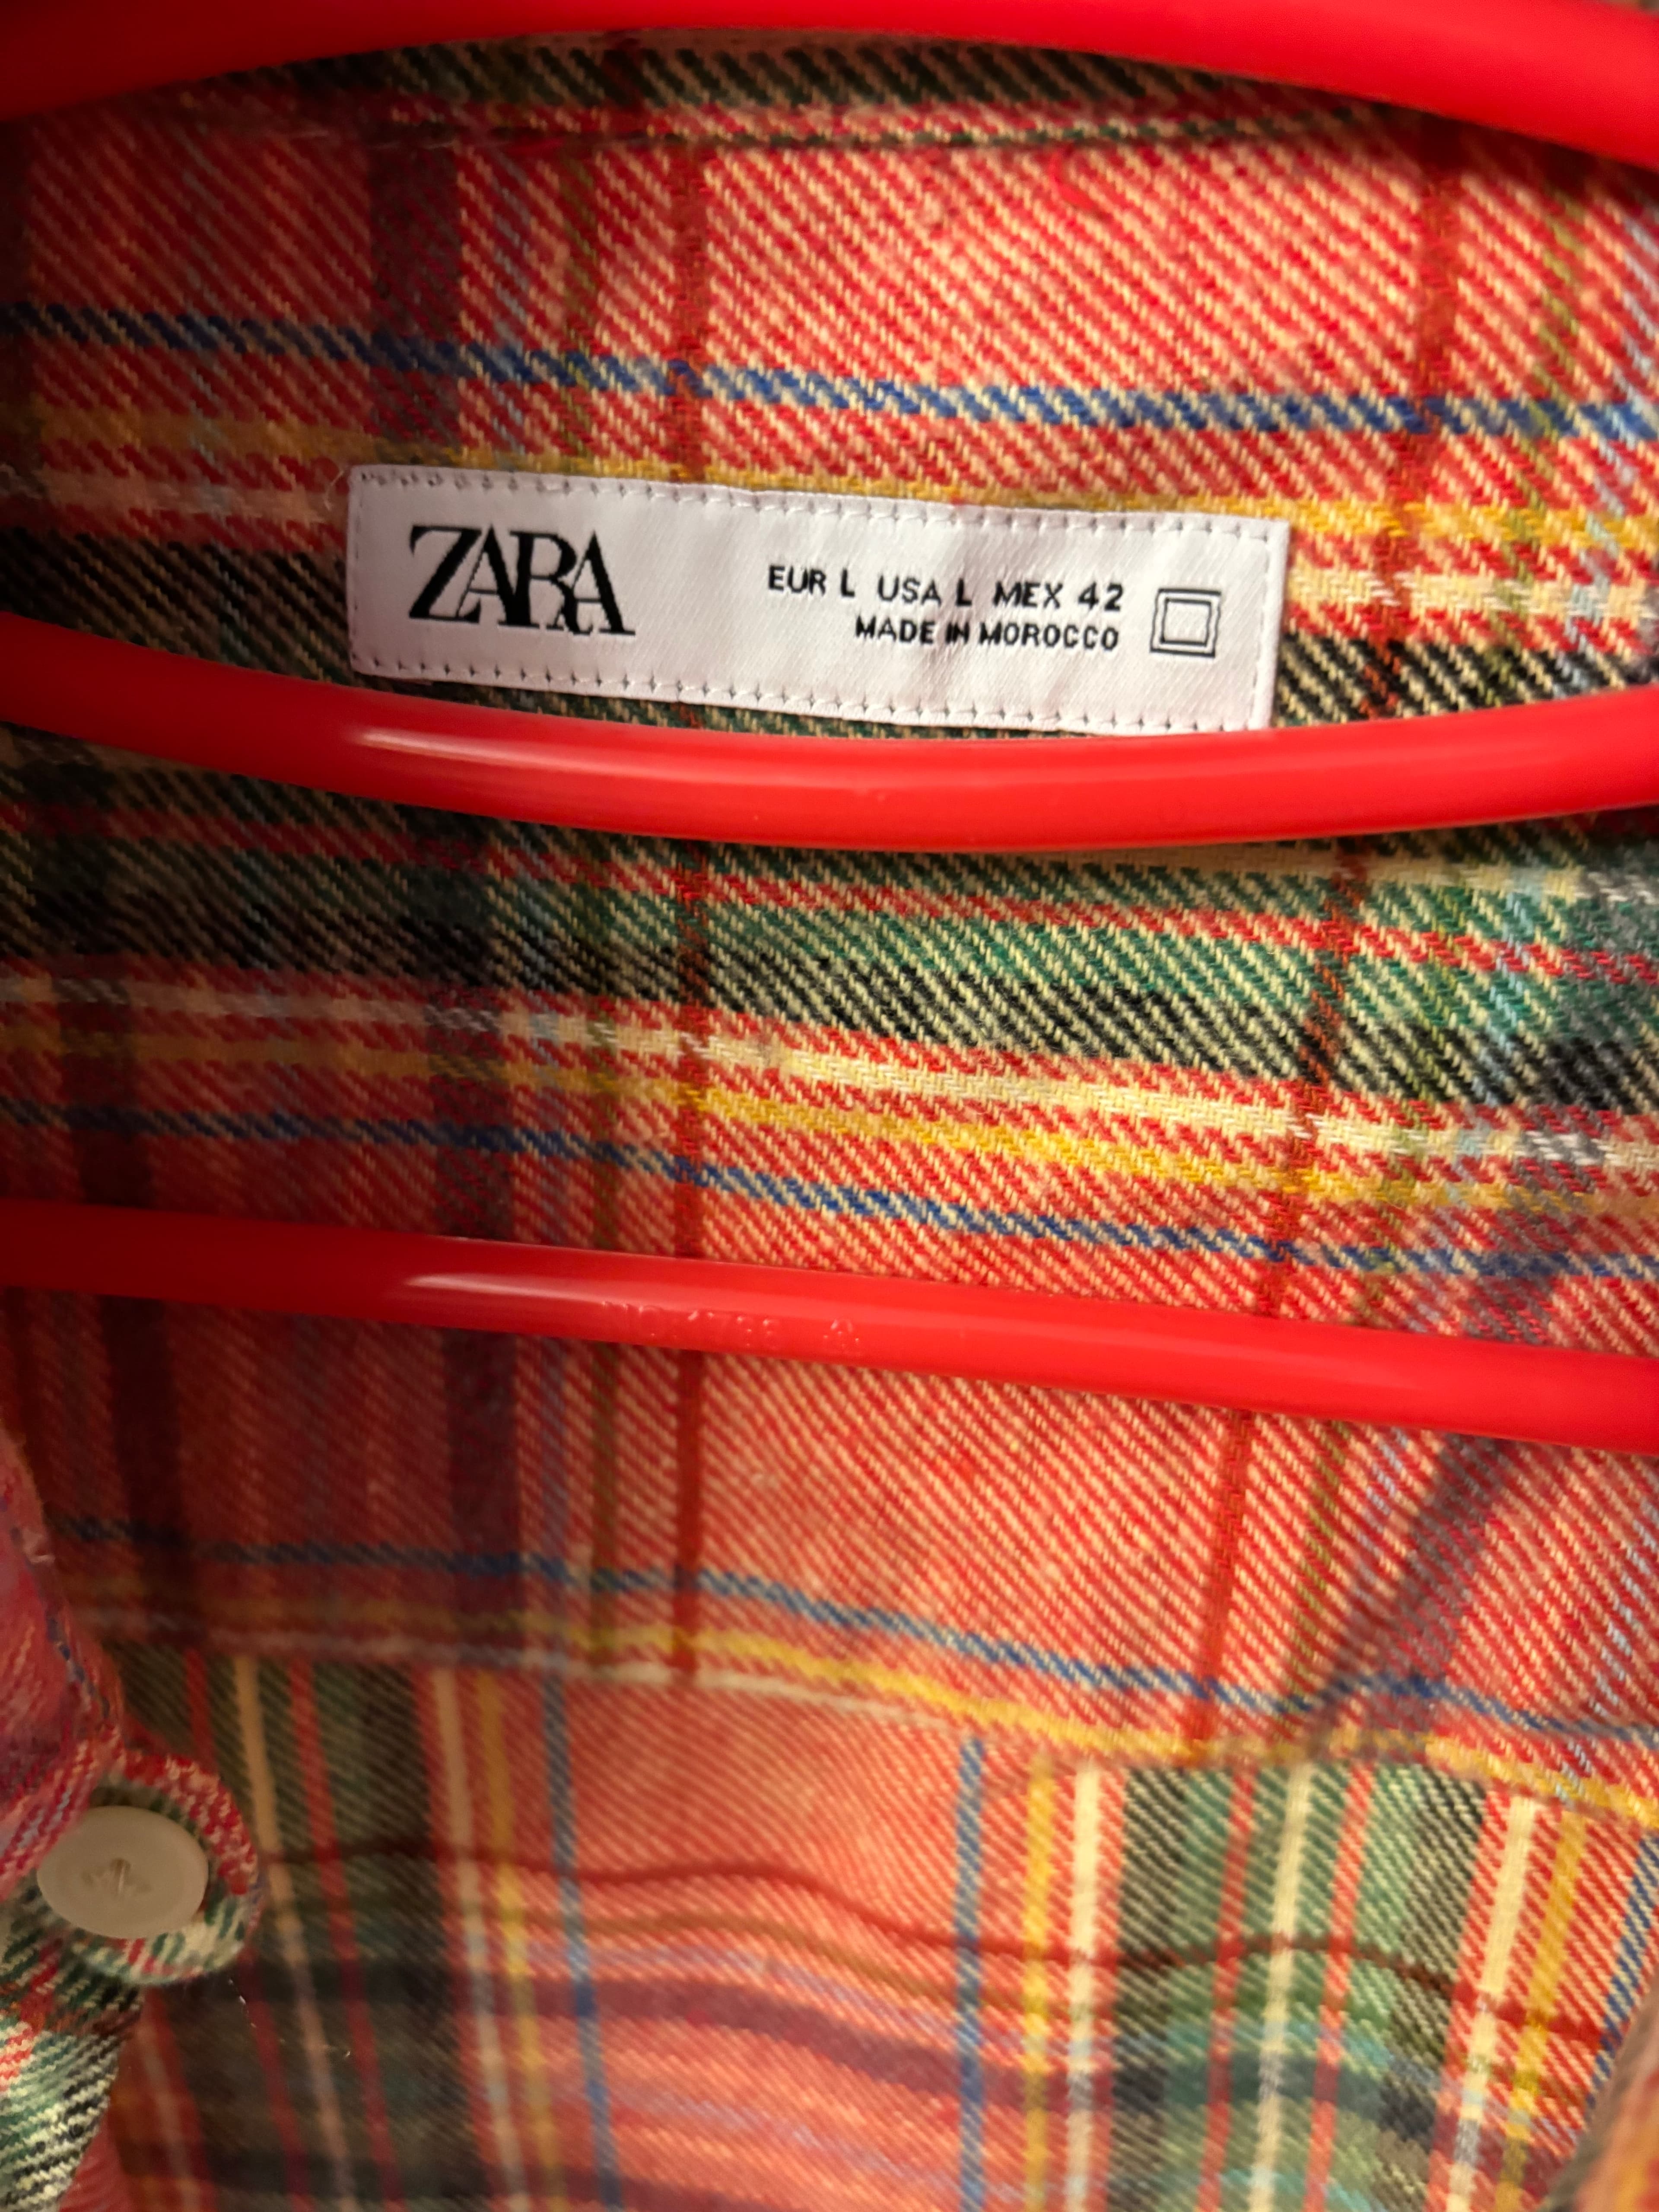 ZARA
EUR L USA L MEX 42
MADE IN MOROCCO